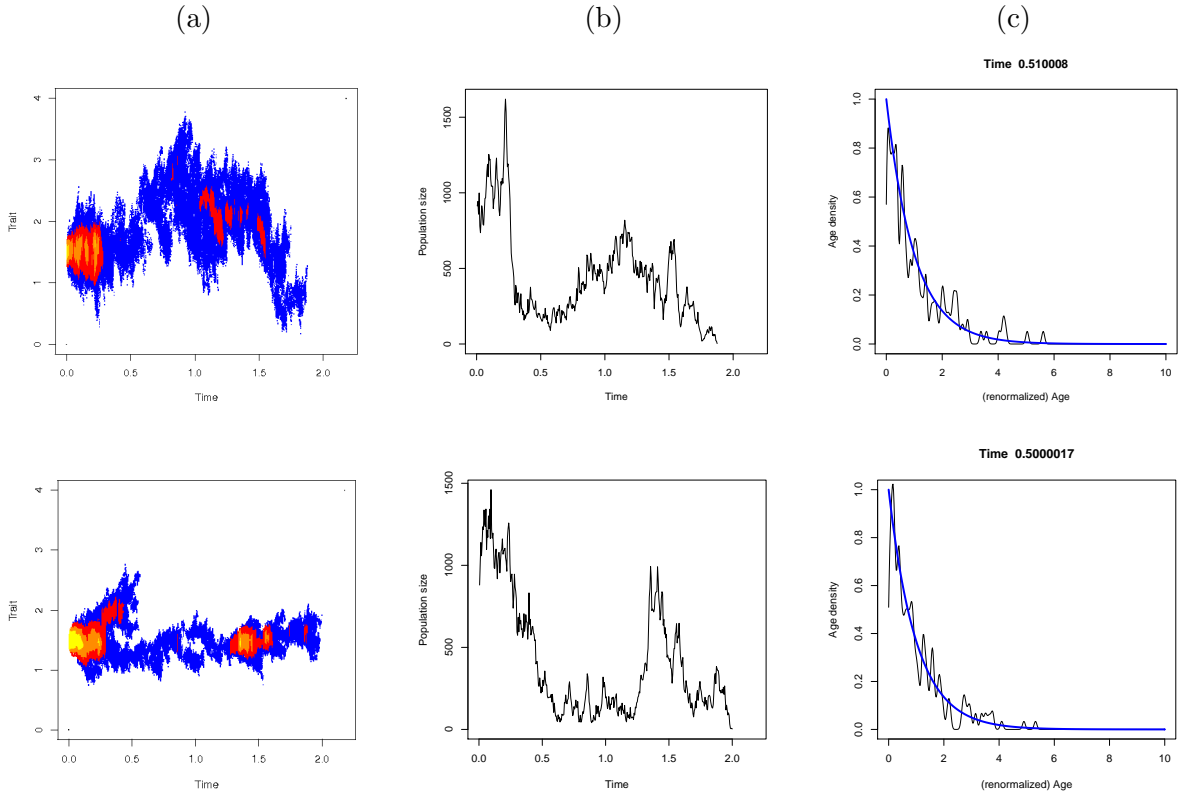 (a) (b) (c)
Time 0.510008
Trait
4
3
2
1
0
0.0 0.5 1.0 1.5 2.0
Time
Population size
1500
1000
500
0
0.0 0.5 1.0 1.5 2.0
Time
Age density
1.0
0.8
0.6
0.4
0.2
0.0
0 2 4 6 8 10
(renormalized) Age
Time 0.5000017
Trait
4
3
2
1
0
0.0 0.5 1.0 1.5 2.0
Time
Population size
1500
1000
500
0
0.0 0.5 1.0 1.5 2.0
Time
Age density
1.0
0.8
0.6
0.4
0.2
0.0
0 2 4 6 8 10
(renormalized) Age